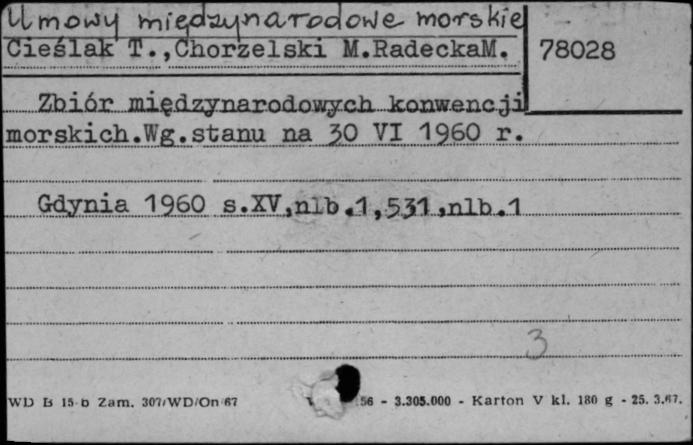 Umowy międzynarodowe morskie
Cieślak T.,Chorzelski M.RadeckaM.
78028
Zbiór międzynarodowych konwencji
morskich.Wg.stanu na 30 VI 1960 r.
Gdynia 1960 s.XV,nlb.1,531,nlb.1
3
WD B 15-b Zam. 307/WD/On/67 56 - 3.305.000 - Karton V kl. 180 g - 25. 3.67.